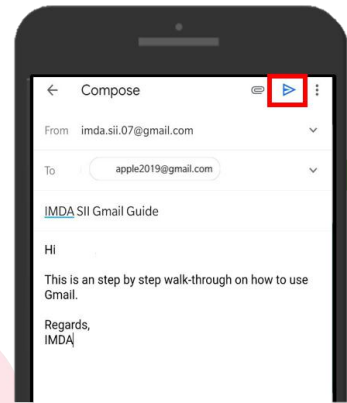 Compose
From imda.sii.07@gmail.com
To apple2019@gmail.com
IMDA SII Gmail Guide
Hi
This is an step by step walk-through on how to use
Gmail.
Regards,
IMDA